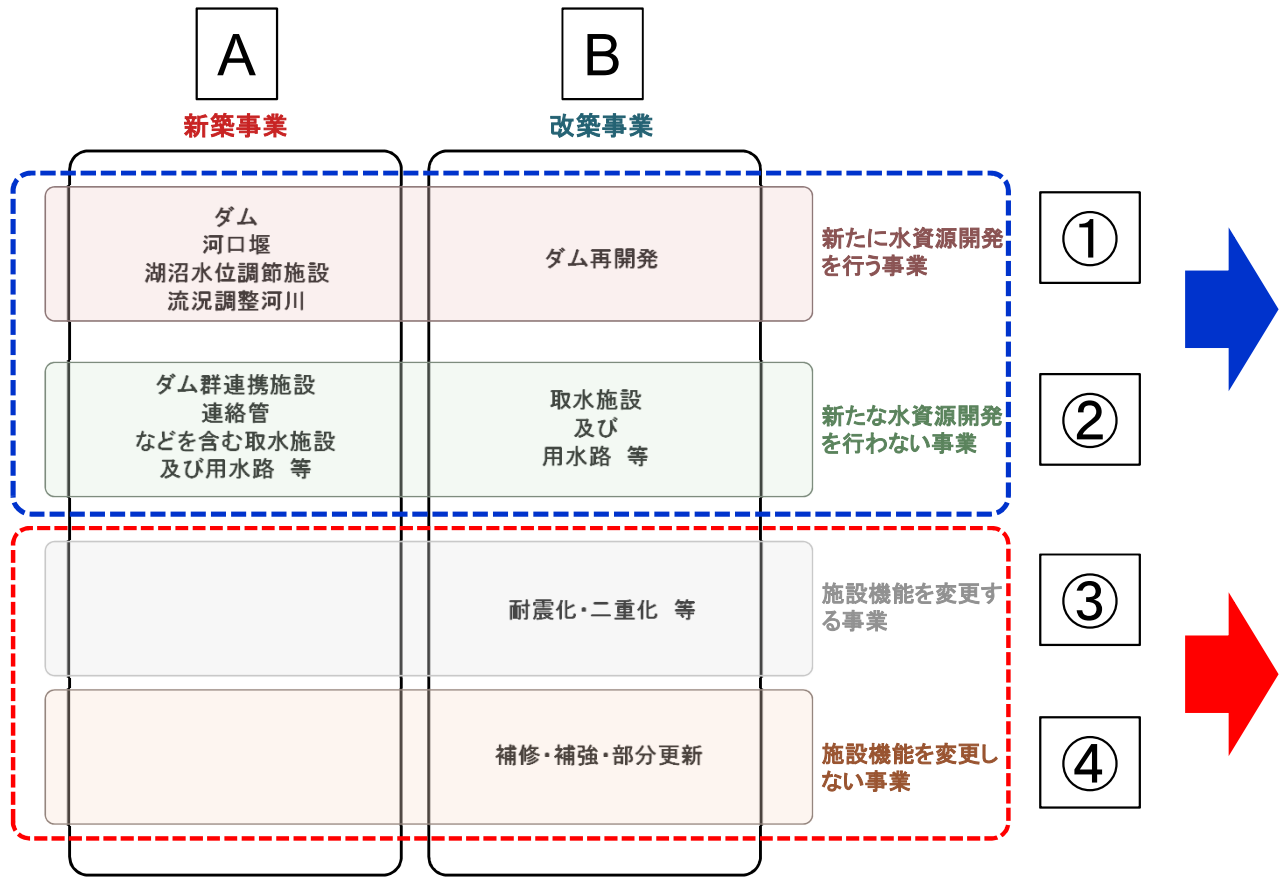 A
B
新築事業
改築事業
ダム
河口堰
湖沼水位調節施設
流況調整河川
ダム再開発
新たに水資源開発
を行う事業
①
ダム群連携施設
連絡管
などを含む取水施設
及び用水路 等
取水施設
及び
用水路 等
新たな水資源開発
を行わない事業
②
耐震化・二重化 等
施設機能を変更す
る事業
③
補修・補強・部分更新
施設機能を変更し
ない事業
④